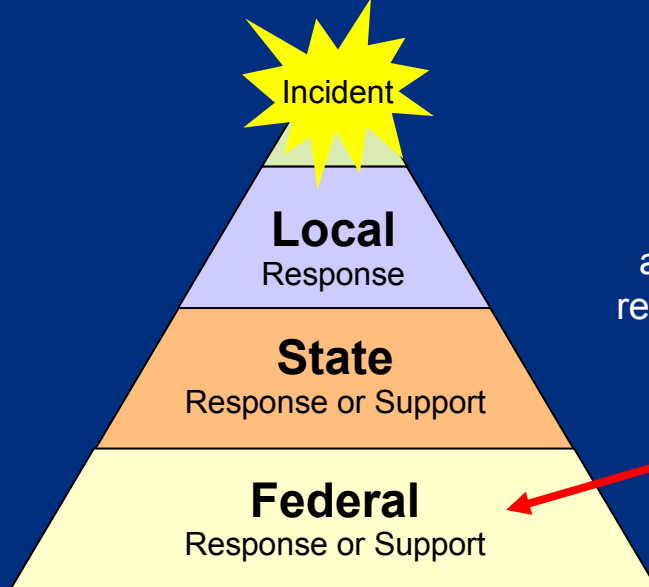 Incident
Local
Response
State
Response or Support
Federal
Response or Support